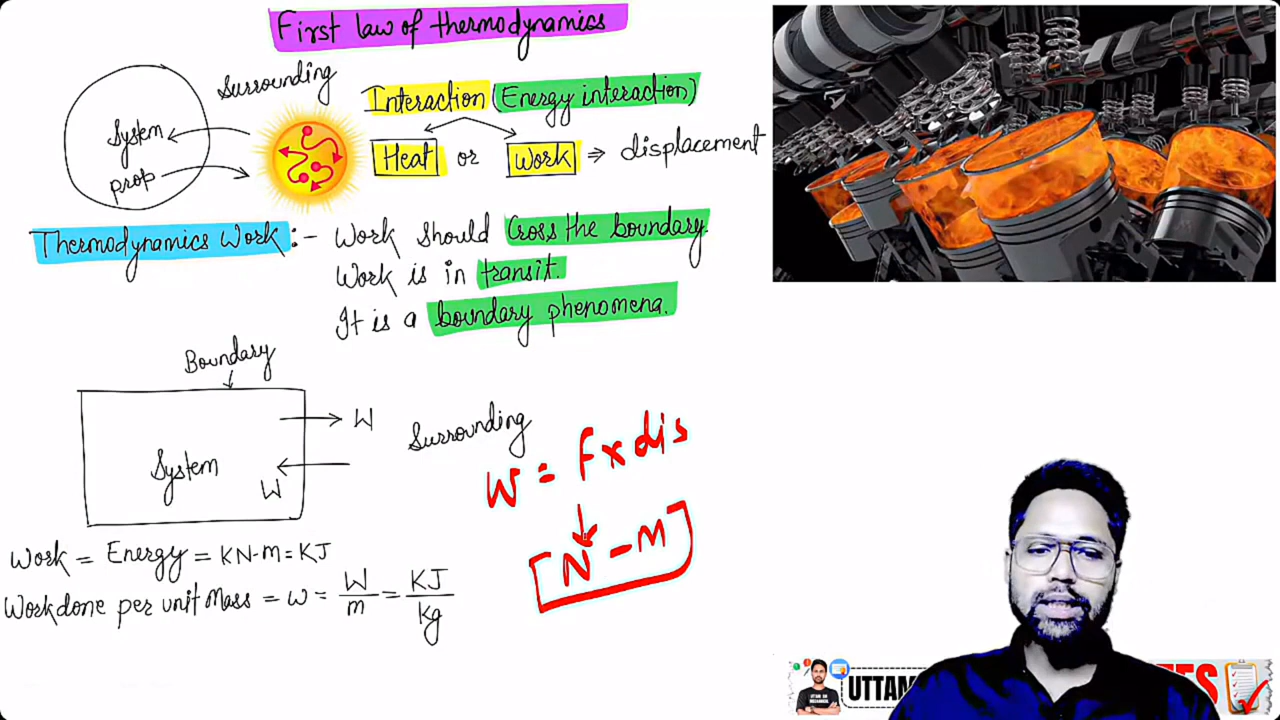 First law of thermodynamics
Surrounding
System
prop
Interaction (Energy interaction)
Heat or Work ⇒ displacement
Thermodynamics Work :- Work should Cross the boundary.
Work is in transit.
It is a boundary phenomena.
Boundary
W
System
W
Surrounding
W = F x dis
[N-m]
Work = Energy = KN-m = KJ
Workdone per unit Mass = w = W/m = KJ/Kg
UTTAM